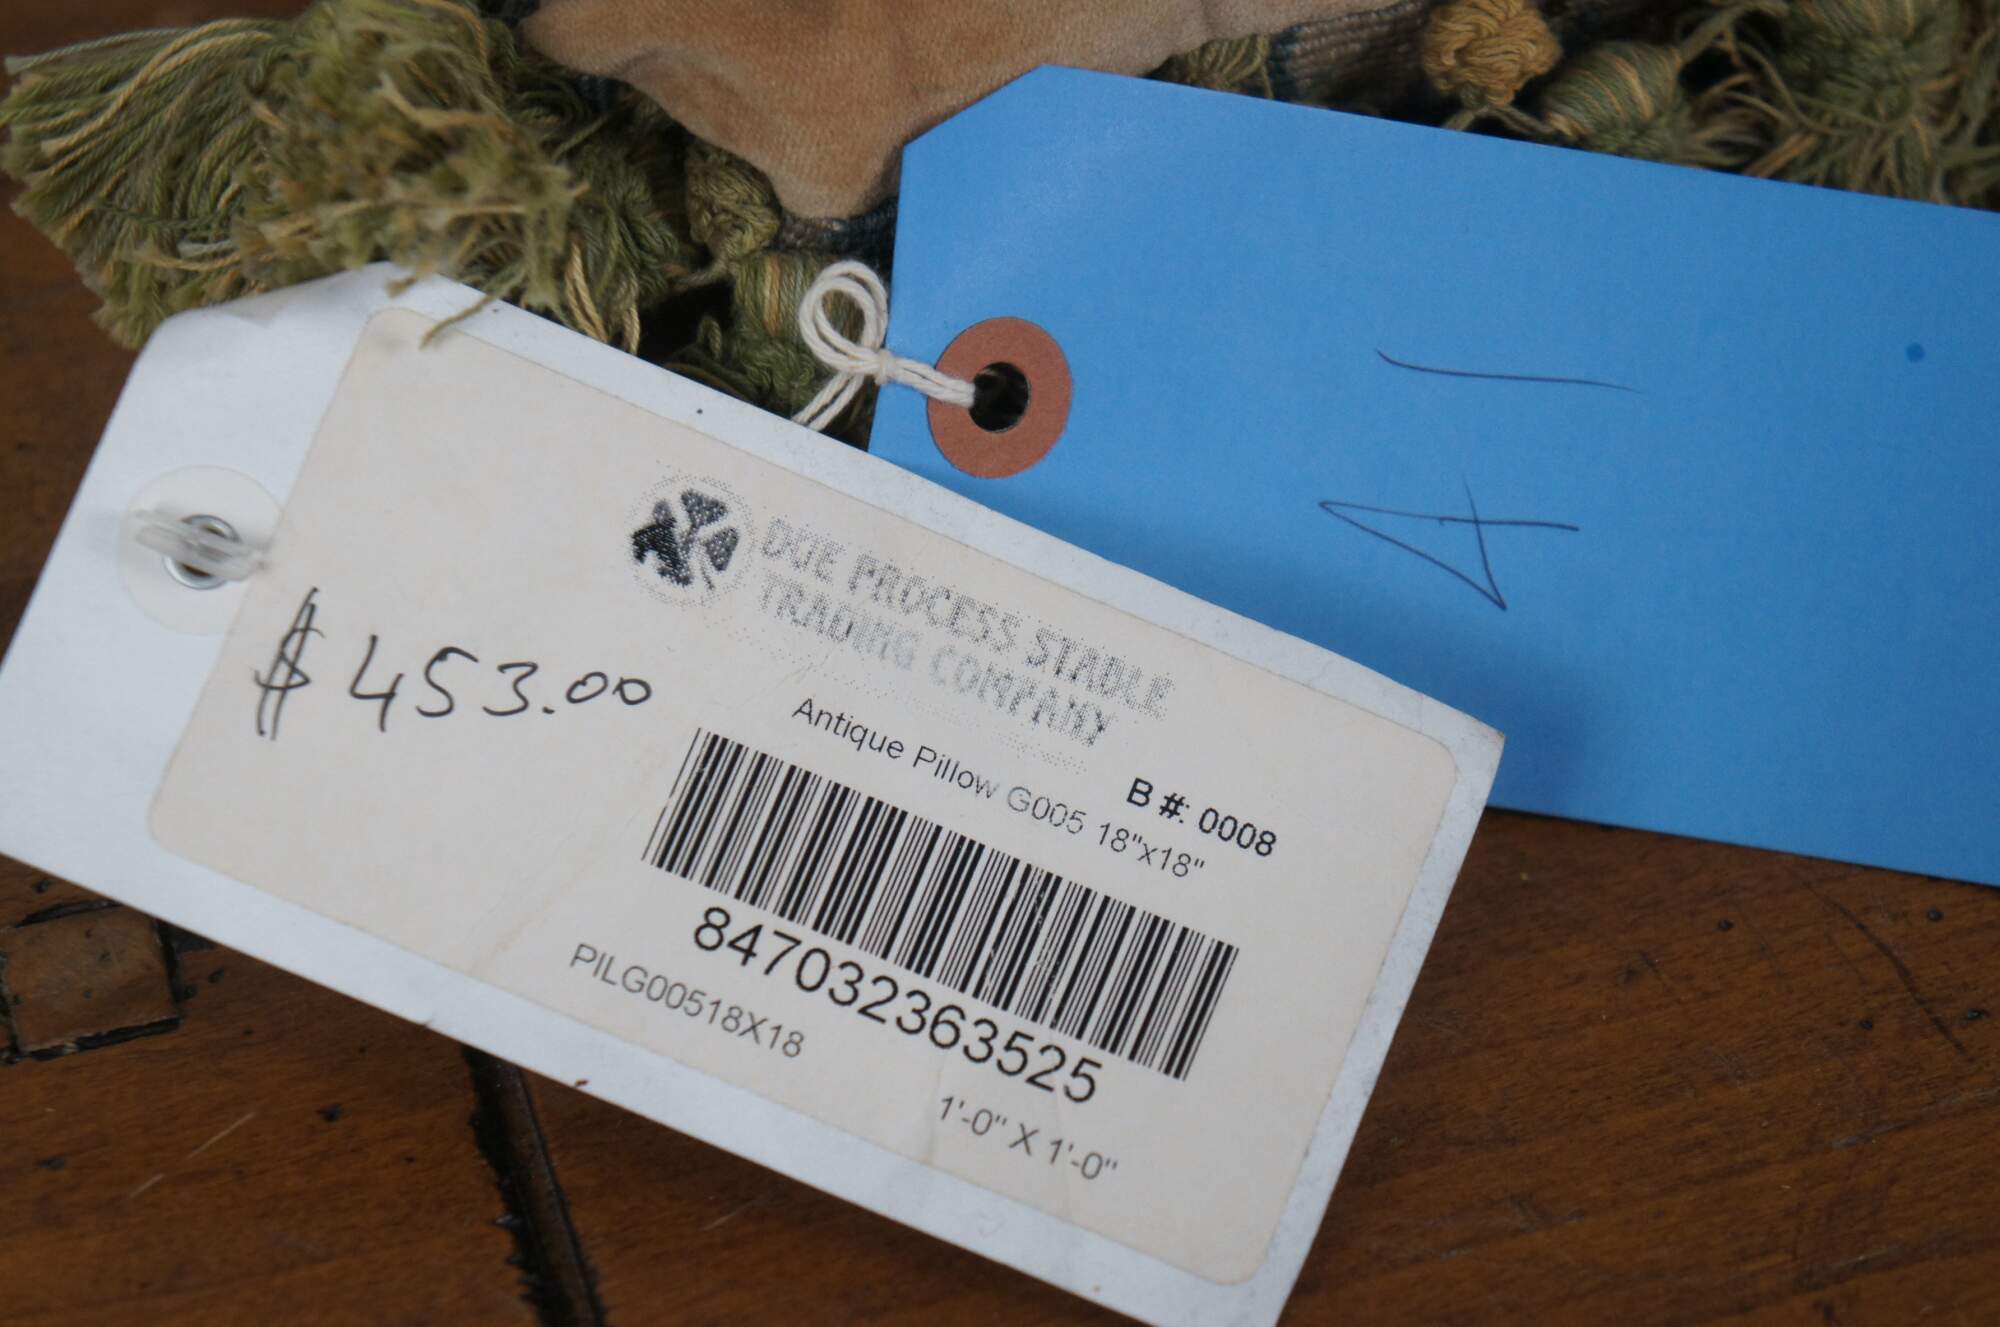 DUE PROCESS STABLE
TRADING COMPANY
$ 453.00
B #: 0008
Antique Pillow G005 18"x18"
847032363525
PILG00518X18
1'-0" X 1'-0"
41